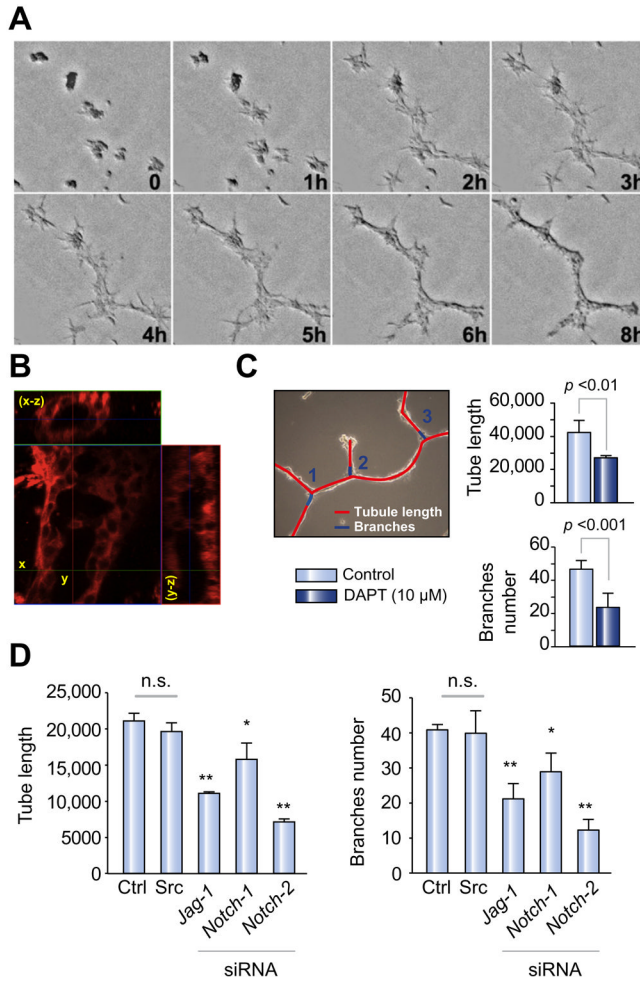 A
0
1h
2h
3h
4h
5h
6h
8h
B
(x-z)
x
y
(y-z)
C
1
2
3
Tubule length
Branches
Control
DAPT (10 µM)
p <0.01
60,000
40,000
20,000
0
Tube length
p <0.001
60
40
20
0
Branches
number
D
n.s.
25,000
20,000
15,000
10,000
5000
0
Tube length
**
*
**
Ctrl
Src
Jag-1
Notch-1
Notch-2
siRNA
n.s.
50
40
30
20
10
0
Branches number
**
*
**
Ctrl
Src
Jag-1
Notch-1
Notch-2
siRNA